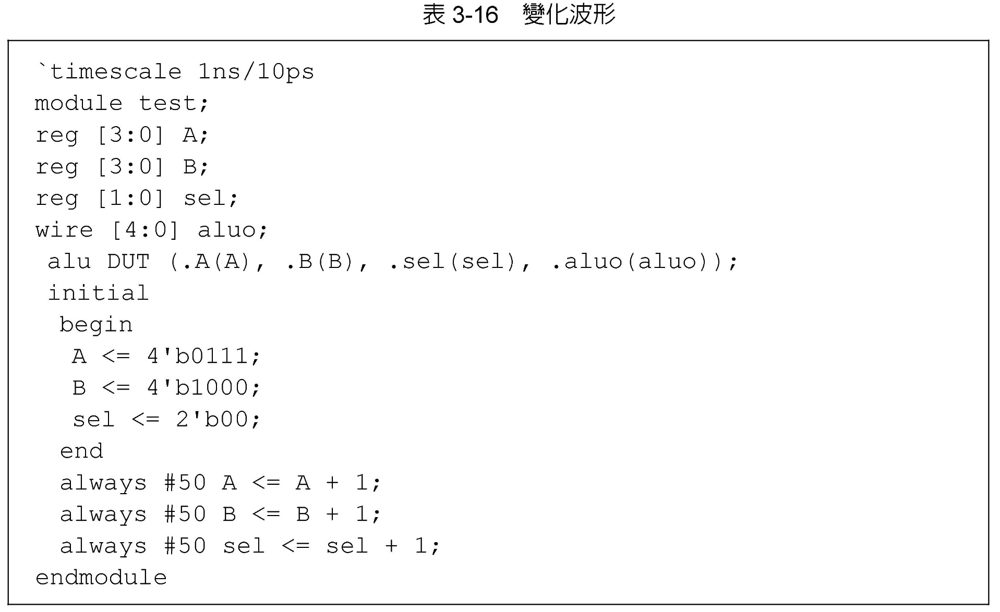 表 3-16　變化波形
`timescale 1ns/10ps
module test;
reg [3:0] A;
reg [3:0] B;
reg [1:0] sel;
wire [4:0] aluo;
 alu DUT (.A(A), .B(B), .sel(sel), .aluo(aluo));
 initial
  begin
   A <= 4'b0111;
   B <= 4'b1000;
   sel <= 2'b00;
  end
  always #50 A <= A + 1;
  always #50 B <= B + 1;
  always #50 sel <= sel + 1;
endmodule